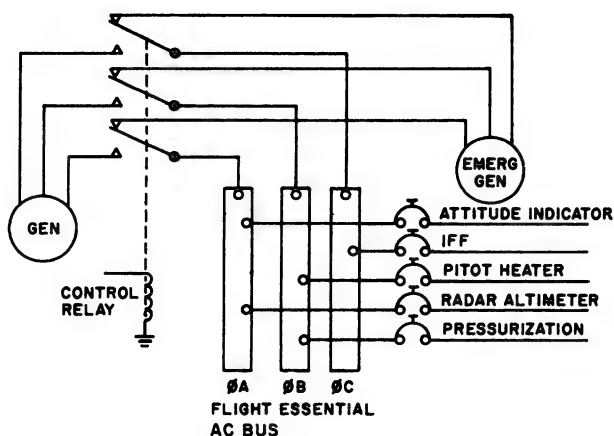 EMERG
GEN
GEN
ATTITUDE INDICATOR
IFF
PITOT HEATER
CONTROL
RELAY
RADAR ALTIMETER
PRESSURIZATION
ØA ØB ØC
FLIGHT ESSENTIAL
AC BUS